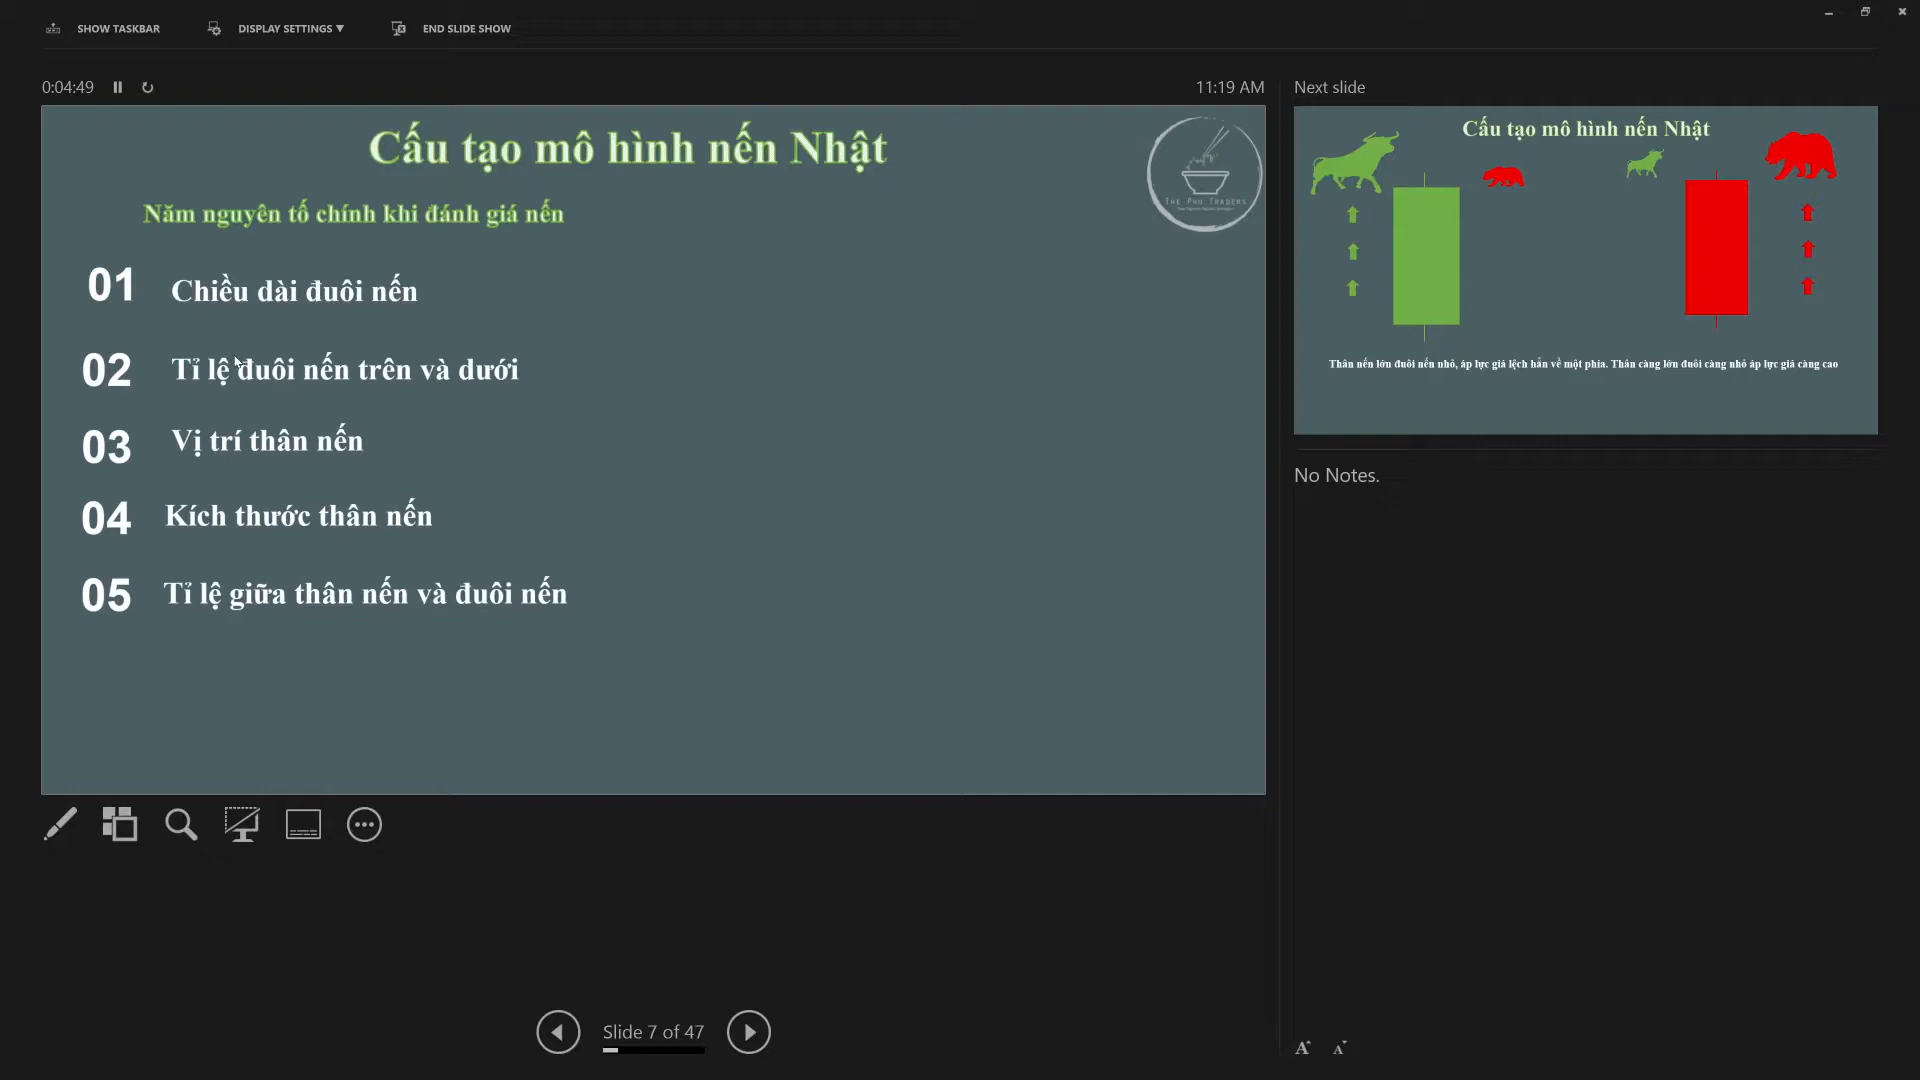 SHOW TASKBAR
DISPLAY SETTINGS ▼
END SLIDE SHOW
0:04:49
11:19 AM
Cấu tạo mô hình nến Nhật
Năm nguyên tố chính khi đánh giá nến
01 Chiều dài đuôi nến
02 Tỉ lệ đuôi nến trên và dưới
03 Vị trí thân nến
04 Kích thước thân nến
05 Tỉ lệ giữa thân nến và đuôi nến
THE PHO TRADERS
Slide 7 of 47
Next slide
Cấu tạo mô hình nến Nhật
Thân nến lớn đuôi nến nhỏ, áp lực giá lệch hẳn về một phía. Thân càng lớn đuôi càng nhỏ áp lực giá càng cao
No Notes.
A A